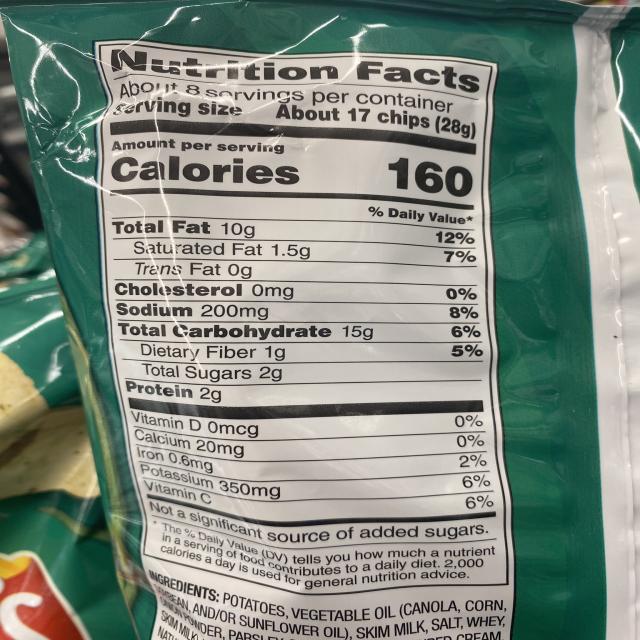 Nutrition Facts
About 8 servings per container
serving size About 17 chips (28g)
Amount per serving
Calories 160
% Daily Value*
Total Fat 10g 12%
Saturated Fat 1.5g 7%
Trans Fat 0g
Cholesterol 0mg 0%
Sodium 200mg 8%
Total Carbohydrate 15g 6%
Dietary Fiber 1g 5%
Total Sugars 2g
Protein 2g
Vitamin D 0mcg 0%
Calcium 20mg 0%
Iron 0.6mg 2%
Potassium 350mg 6%
Vitamin C 6%
Not a significant source of added sugars.
* The % Daily Value (DV) tells you how much a nutrient
in a serving of food contributes to a daily diet. 2,000
calories a day is used for general nutrition advice.
INGREDIENTS: POTATOES, VEGETABLE OIL (CANOLA, CORN,
AND/OR SUNFLOWER OIL), SKIM MILK, SALT, WHEY,
POWDER,
SKIM MILK CREAM